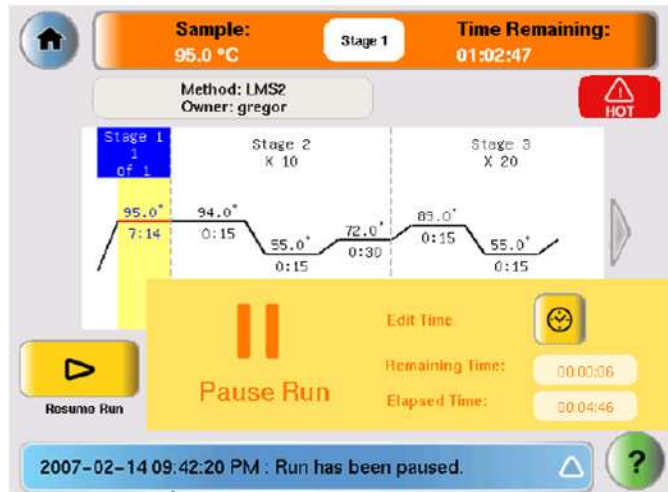 Sample:
95.0 °C
Stage 1
Time Remaining:
01:02:47
Method: LMS2
Owner: gregor
HOT
Stage 1
1
Of 1
Stage 2
X 10
Stage 3
X 20
95.0°
7:14
94.0°
0:15
55.0°
0:15
72.0°
0:30
89.0°
0:15
55.0°
0:15
Pause Run
Edit Time
Remaining Time:
00:00:06
Elapsed Time:
00:04:46
Resume Run
2007-02-14 09:42:20 PM : Run has been paused.
?